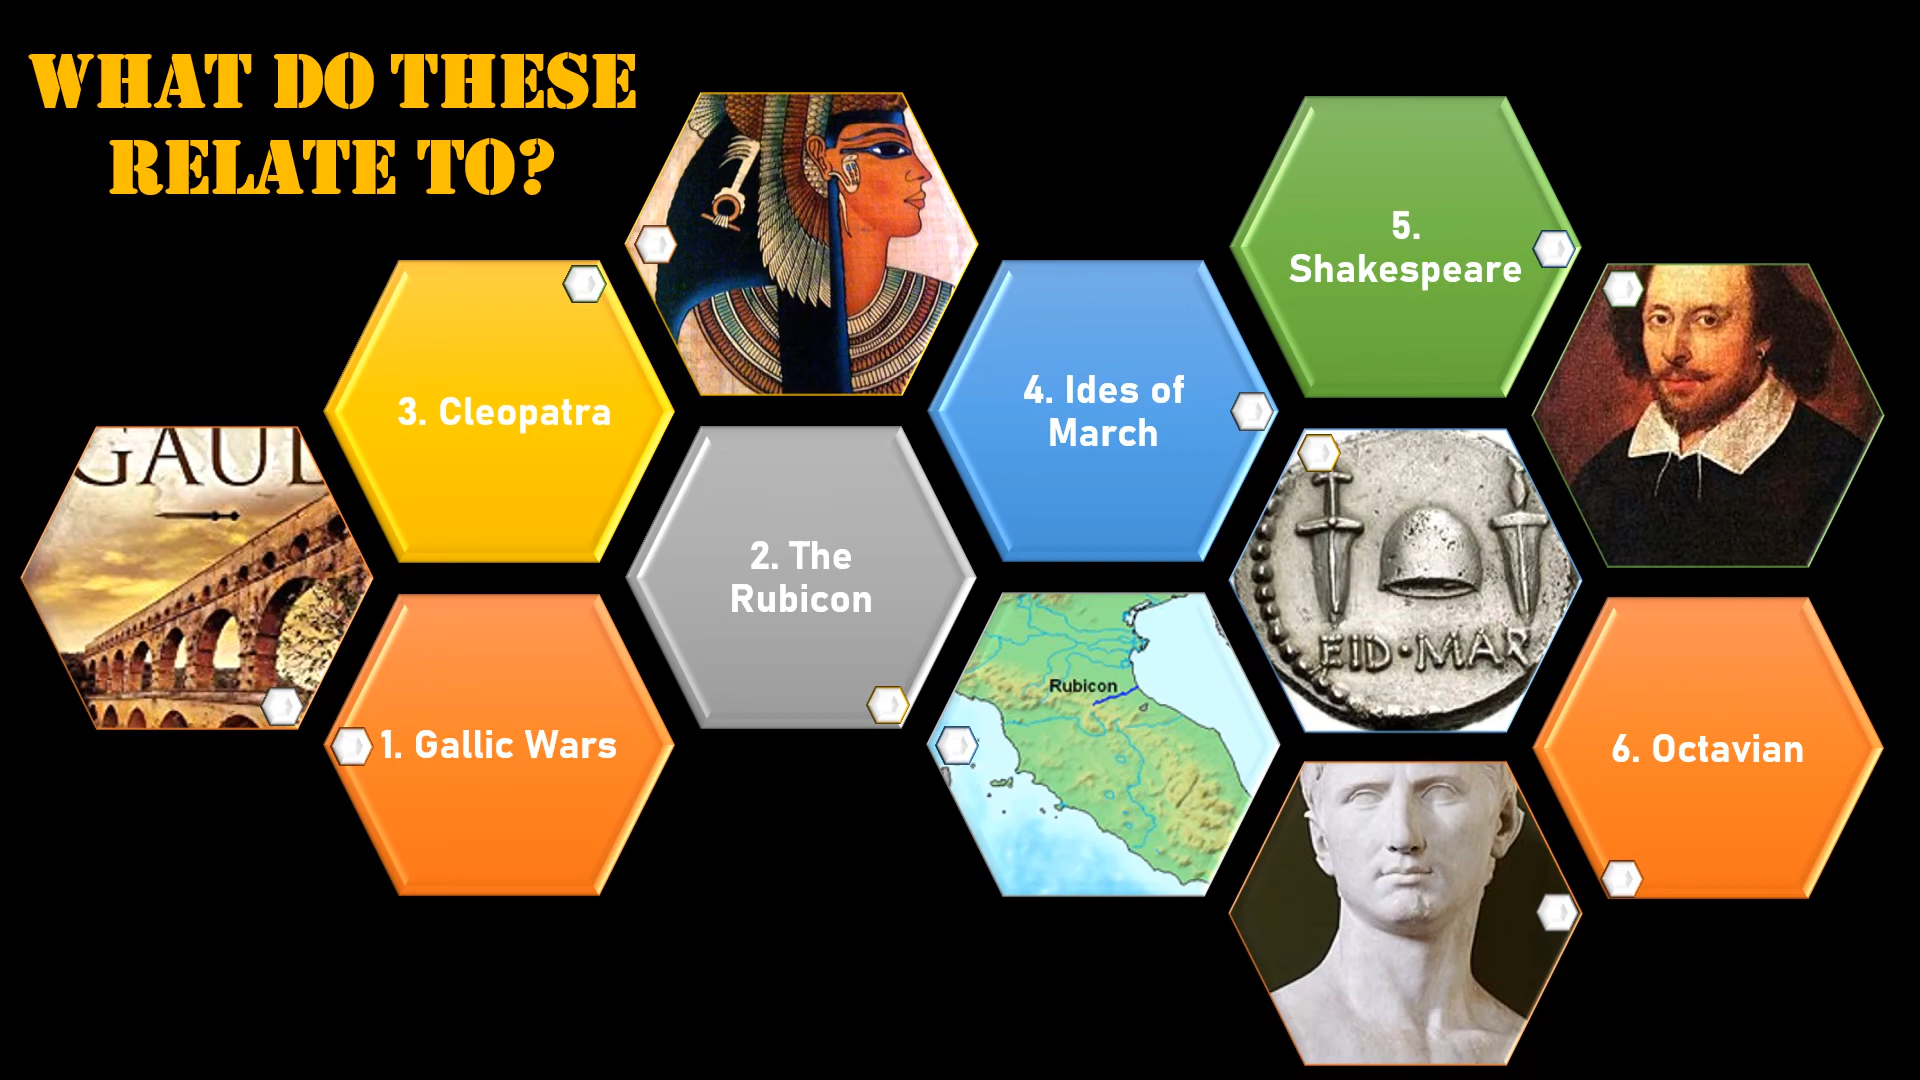 WHAT DO THESE
RELATE TO?
5.
Shakespeare
4. Ides of
March
3. Cleopatra
GAUL
2. The
Rubicon
EID·MAR
Rubicon
1. Gallic Wars
6. Octavian